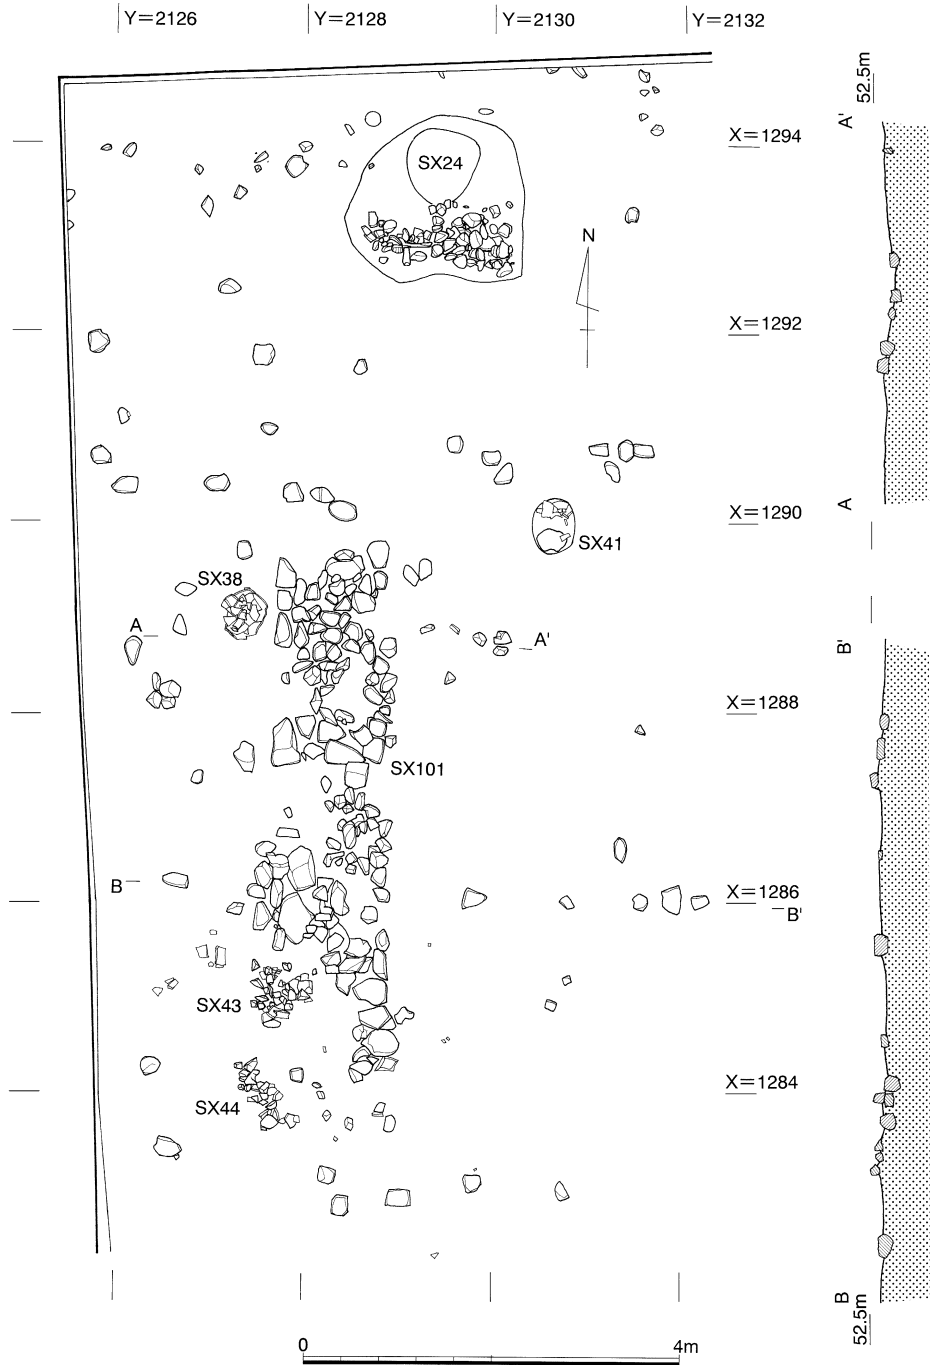 Y=2126
Y=2128
Y=2130
Y=2132
52.5m
A'
X=1294
SX24
N
X=1292
A
X=1290
SX41
SX38
A
A'
B'
X=1288
SX101
B
X=1286
B'
SX43
X=1284
SX44
B
52.5m
0
4m